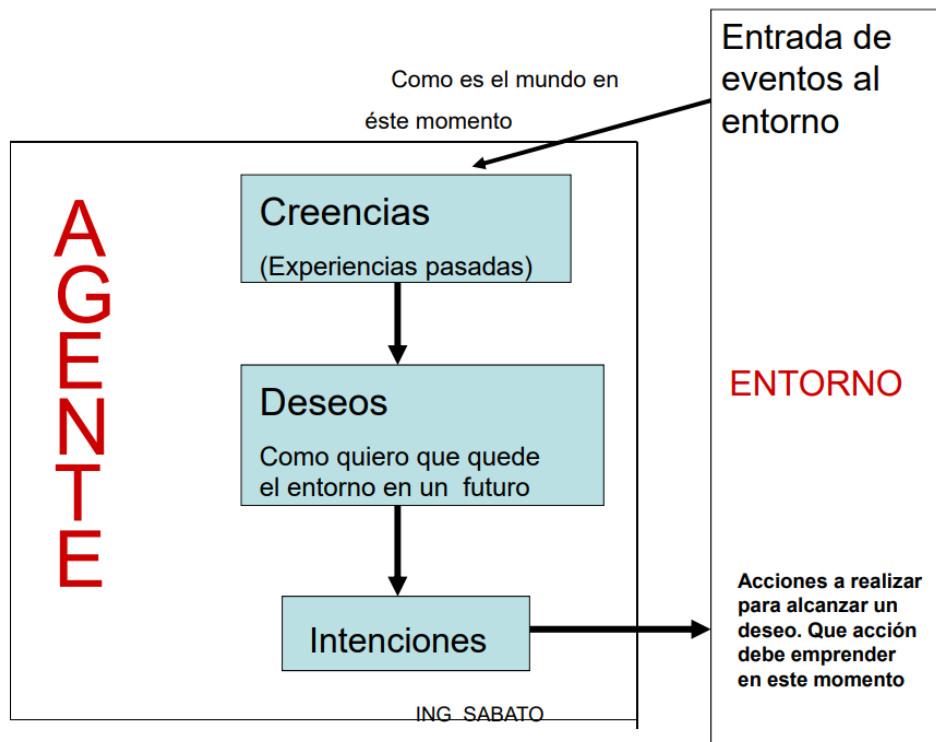 Entrada de
eventos al
entorno
Como es el mundo en
éste momento
AGENTE
Creencias
(Experiencias pasadas)
Deseos
Como quiero que quede
el entorno en un futuro
ENTORNO
Intenciones
Acciones a realizar
para alcanzar un
deseo. Que acción
debe emprender
en este momento
ING SABATO